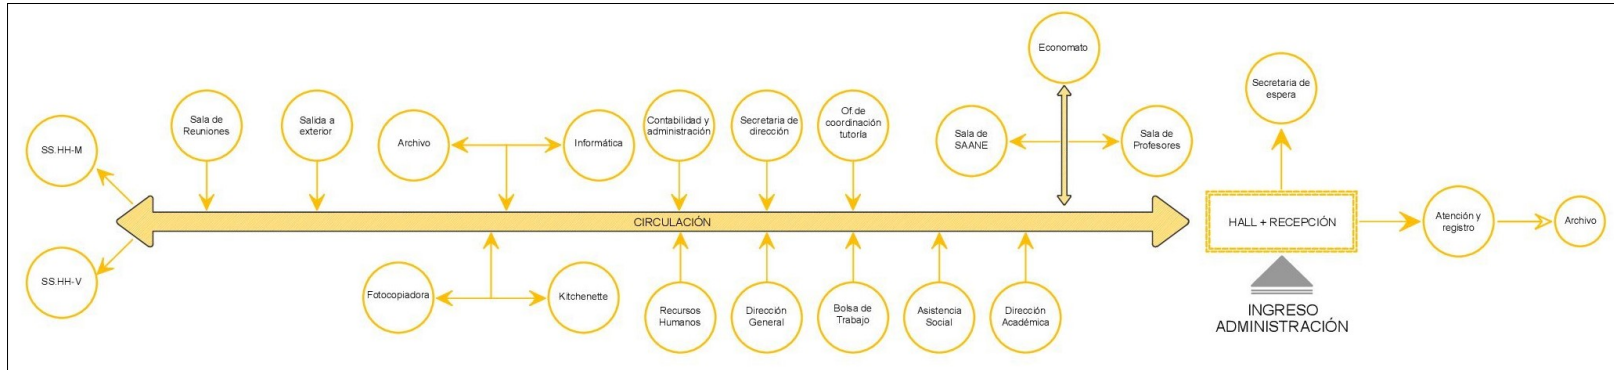 Economato
Secretaria de
espera
Sala de
Reuniones
Salida a
exterior
Contabilidad y
administración
Secretaria de
dirección
Of.de
coordinación
tutoría
Archivo
Informática
Sala de
SAANE
Sala de
Profesores
SS.HH-M
CIRCULACIÓN
HALL + RECEPCIÓN
Atención y
registro
Archivo
SS.HH-V
Fotocopiadora
Kitchenette
Recursos
Humanos
Dirección
General
Bolsa de
Trabajo
Asistencia
Social
Dirección
Académica
INGRESO
ADMINISTRACIÓN